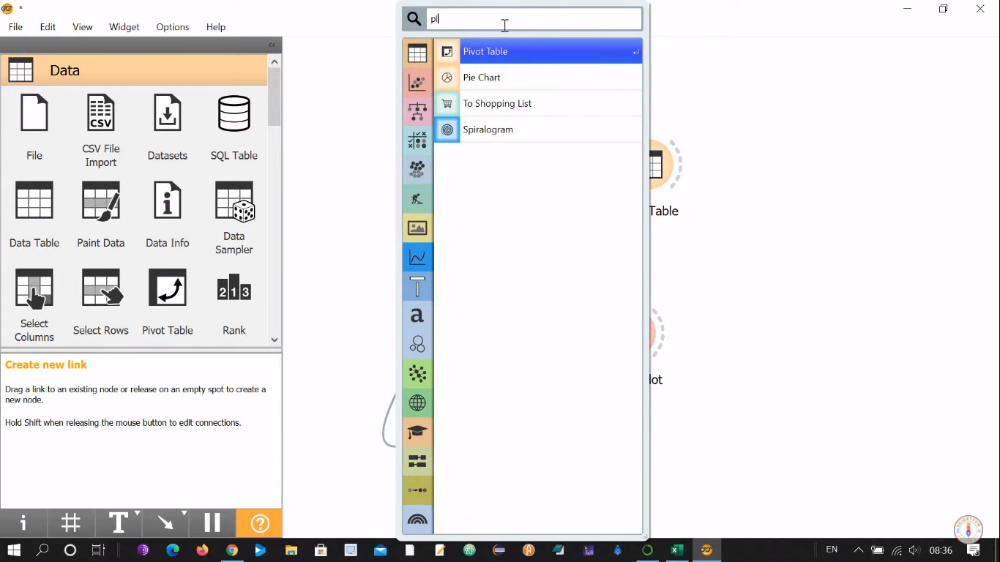 *
File Edit View Widget Options Help
pi
Data
File
CSV
CSV File
Import
Datasets
SQL Table
Data Table
Paint Data
Data Info
Data
Sampler
Select
Columns
Select Rows
Pivot Table
213
Rank
Create new link
Drag a link to an existing node or release on an empty spot to create a
new node.
Hold Shift when releasing the mouse button to edit connections.
Pivot Table
Pie Chart
To Shopping List
Spiralogram
a
Table
lot
i # T ?
EN
08:36